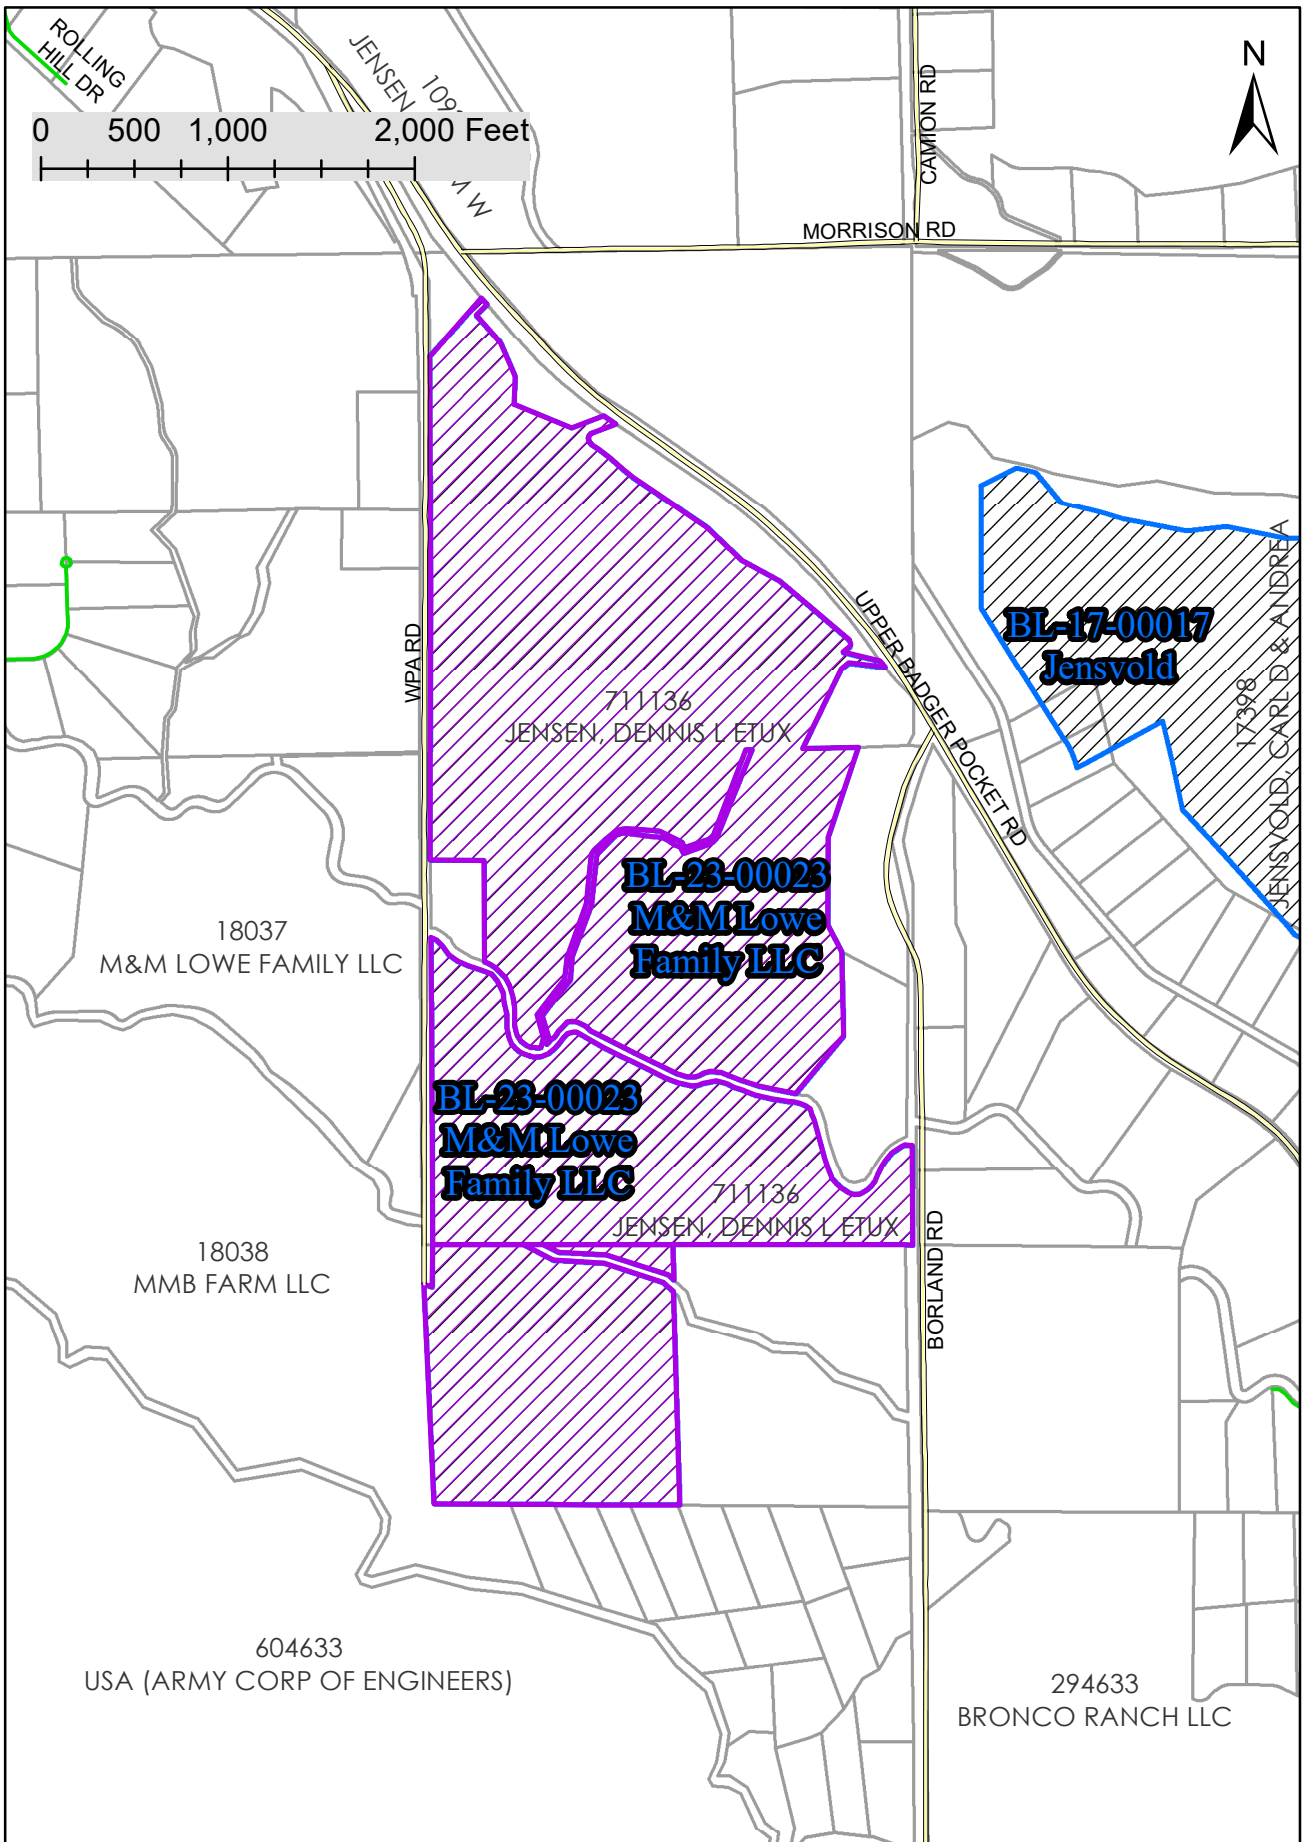 ROLLING
HILL DR
JENSEN
M W
N
0 500 1,000 2,000 Feet
CAMION RD
MORRISON RD
WPA RD
UPPER BADGER POCKET RD
BL-17-00017
Jensvold
17398
JENSVOLD, CARL D & ANDREA
711136
JENSEN, DENNIS L ETUX
BL-23-00023
M&M Lowe
Family LLC
18037
M&M LOWE FAMILY LLC
BL-23-00023
M&M Lowe
Family LLC
711136
JENSEN, DENNIS L ETUX
BORLAND RD
18038
MMB FARM LLC
604633
USA (ARMY CORP OF ENGINEERS)
294633
BRONCO RANCH LLC